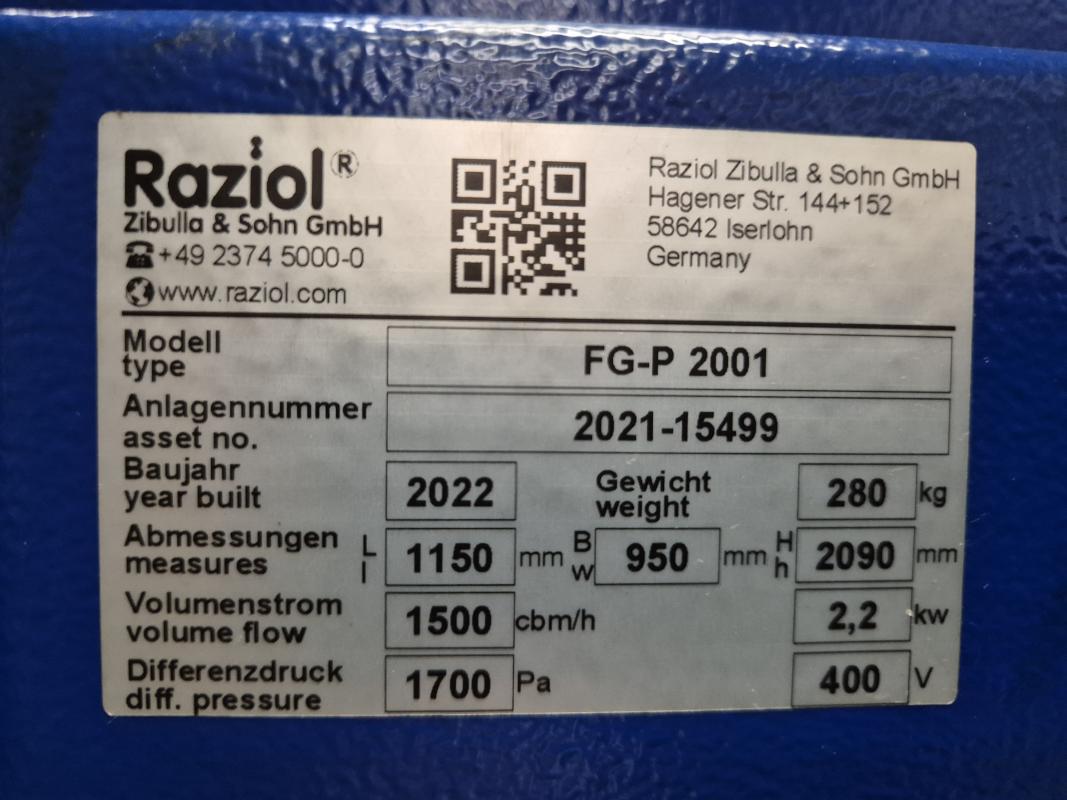 Raziol®
Zibulla & Sohn GmbH
+49 2374 5000-0
www.raziol.com
Raziol Zibulla & Sohn GmbH
Hagener Str. 144+152
58642 Iserlohn
Germany
Modell
type
FG-P 2001
Anlagennummer
asset no.
2021-15499
Baujahr
year built
2022
Gewicht
weight
280 kg
Abmessungen
measures
L
l
1150 mm
B
w
950 mm
H
h
2090 mm
Volumenstrom
volume flow
1500 cbm/h
2,2 kw
Differenzdruck
diff. pressure
1700 Pa
400 V